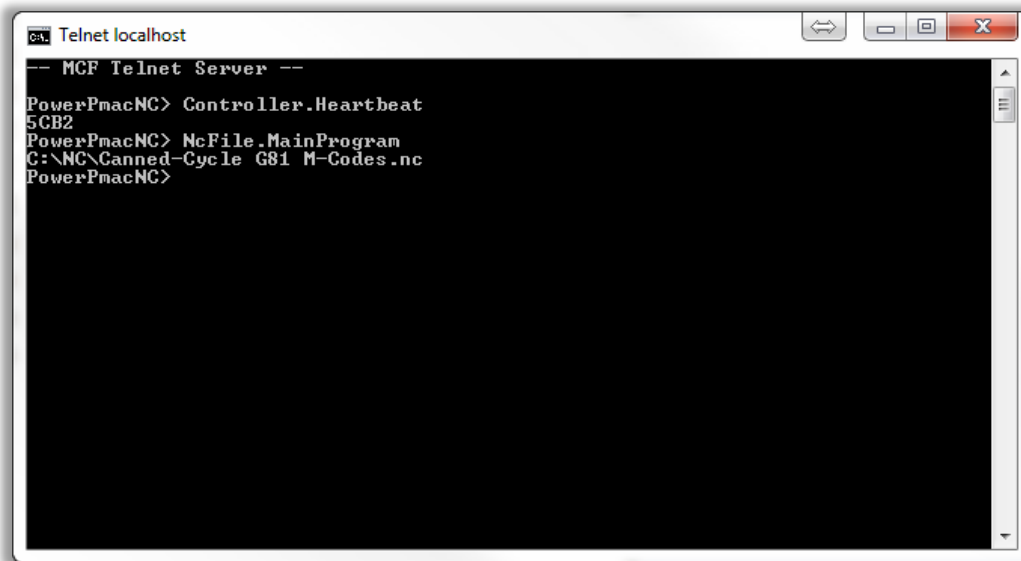 Telnet localhost
-- MCF Telnet Server --
PowerPmacNC> Controller.Heartbeat
5CB2
PowerPmacNC> NcFile.MainProgram
C:\NC\Canned-Cycle G81 M-Codes.nc
PowerPmacNC>